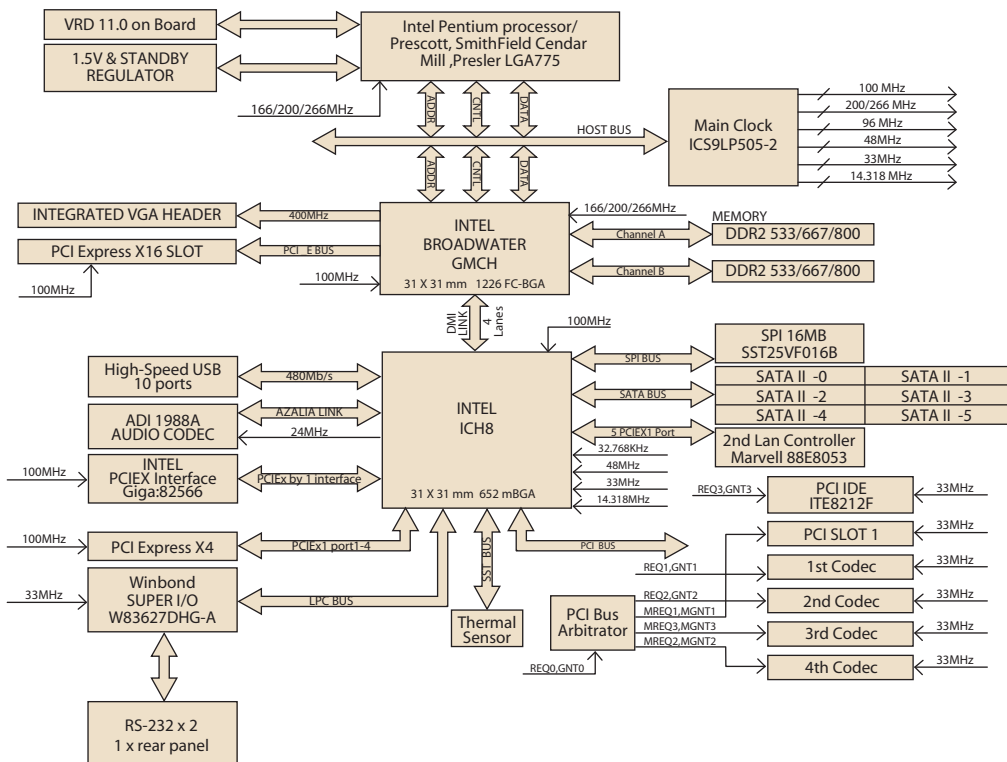 VRD 11.0 on Board
1.5V & STANDBY
REGULATOR
Intel Pentium processor/
Prescott, SmithField Cendar
Mill ,Presler LGA775
166/200/266MHz
ADDR
CNTL
DATA
HOST BUS
Main Clock
ICS9LP505-2
100 MHz
200/266 MHz
96 MHz
48MHz
33MHz
14.318 MHz
ADDR
CNTL
DATA
INTEGRATED VGA HEADER
400MHz
PCI Express X16 SLOT
PCI_E BUS
100MHz
INTEL
BROADWATER
GMCH
31 X 31 mm 1226 FC-BGA
100MHz
166/200/266MHz
MEMORY
Channel A
DDR2 533/667/800
Channel B
DDR2 533/667/800
DMI
LINK
4
Lanes
100MHz
High-Speed USB
10 ports
480Mb/s
ADI 1988A
AUDIO CODEC
AZALIA LINK
24MHz
100MHz
INTEL
PCIEX Interface
Giga:82566
PCIEx by 1 interface
INTEL
ICH8
31 X 31 mm 652 mBGA
SPI BUS
SPI 16MB
SST25VF016B
SATA BUS
SATA II -0 SATA II -1
SATA II -2 SATA II -3
SATA II -4 SATA II -5
5 PCIEX1 Port
2nd Lan Controller
Marvell 88E8053
32.768KHz
48MHz
33MHz
14.318MHz
100MHz
PCI Express X4
PCIEx1 port1-4
33MHz
Winbond
SUPER I/O
W83627DHG-A
LPC BUS
SST BUS
Thermal
Sensor
PCI BUS
RS-232 x 2
1 x rear panel
REQ3,GNT3
PCI IDE
ITE8212F
33MHz
PCI SLOT 1
33MHz
REQ1,GNT1
1st Codec
33MHz
PCI Bus
Arbitrator
REQ0,GNT0
REQ2,GNT2
MREQ1,MGNT1
MREQ3,MGNT3
MREQ2,MGNT2
2nd Codec
33MHz
3rd Codec
33MHz
4th Codec
33MHz